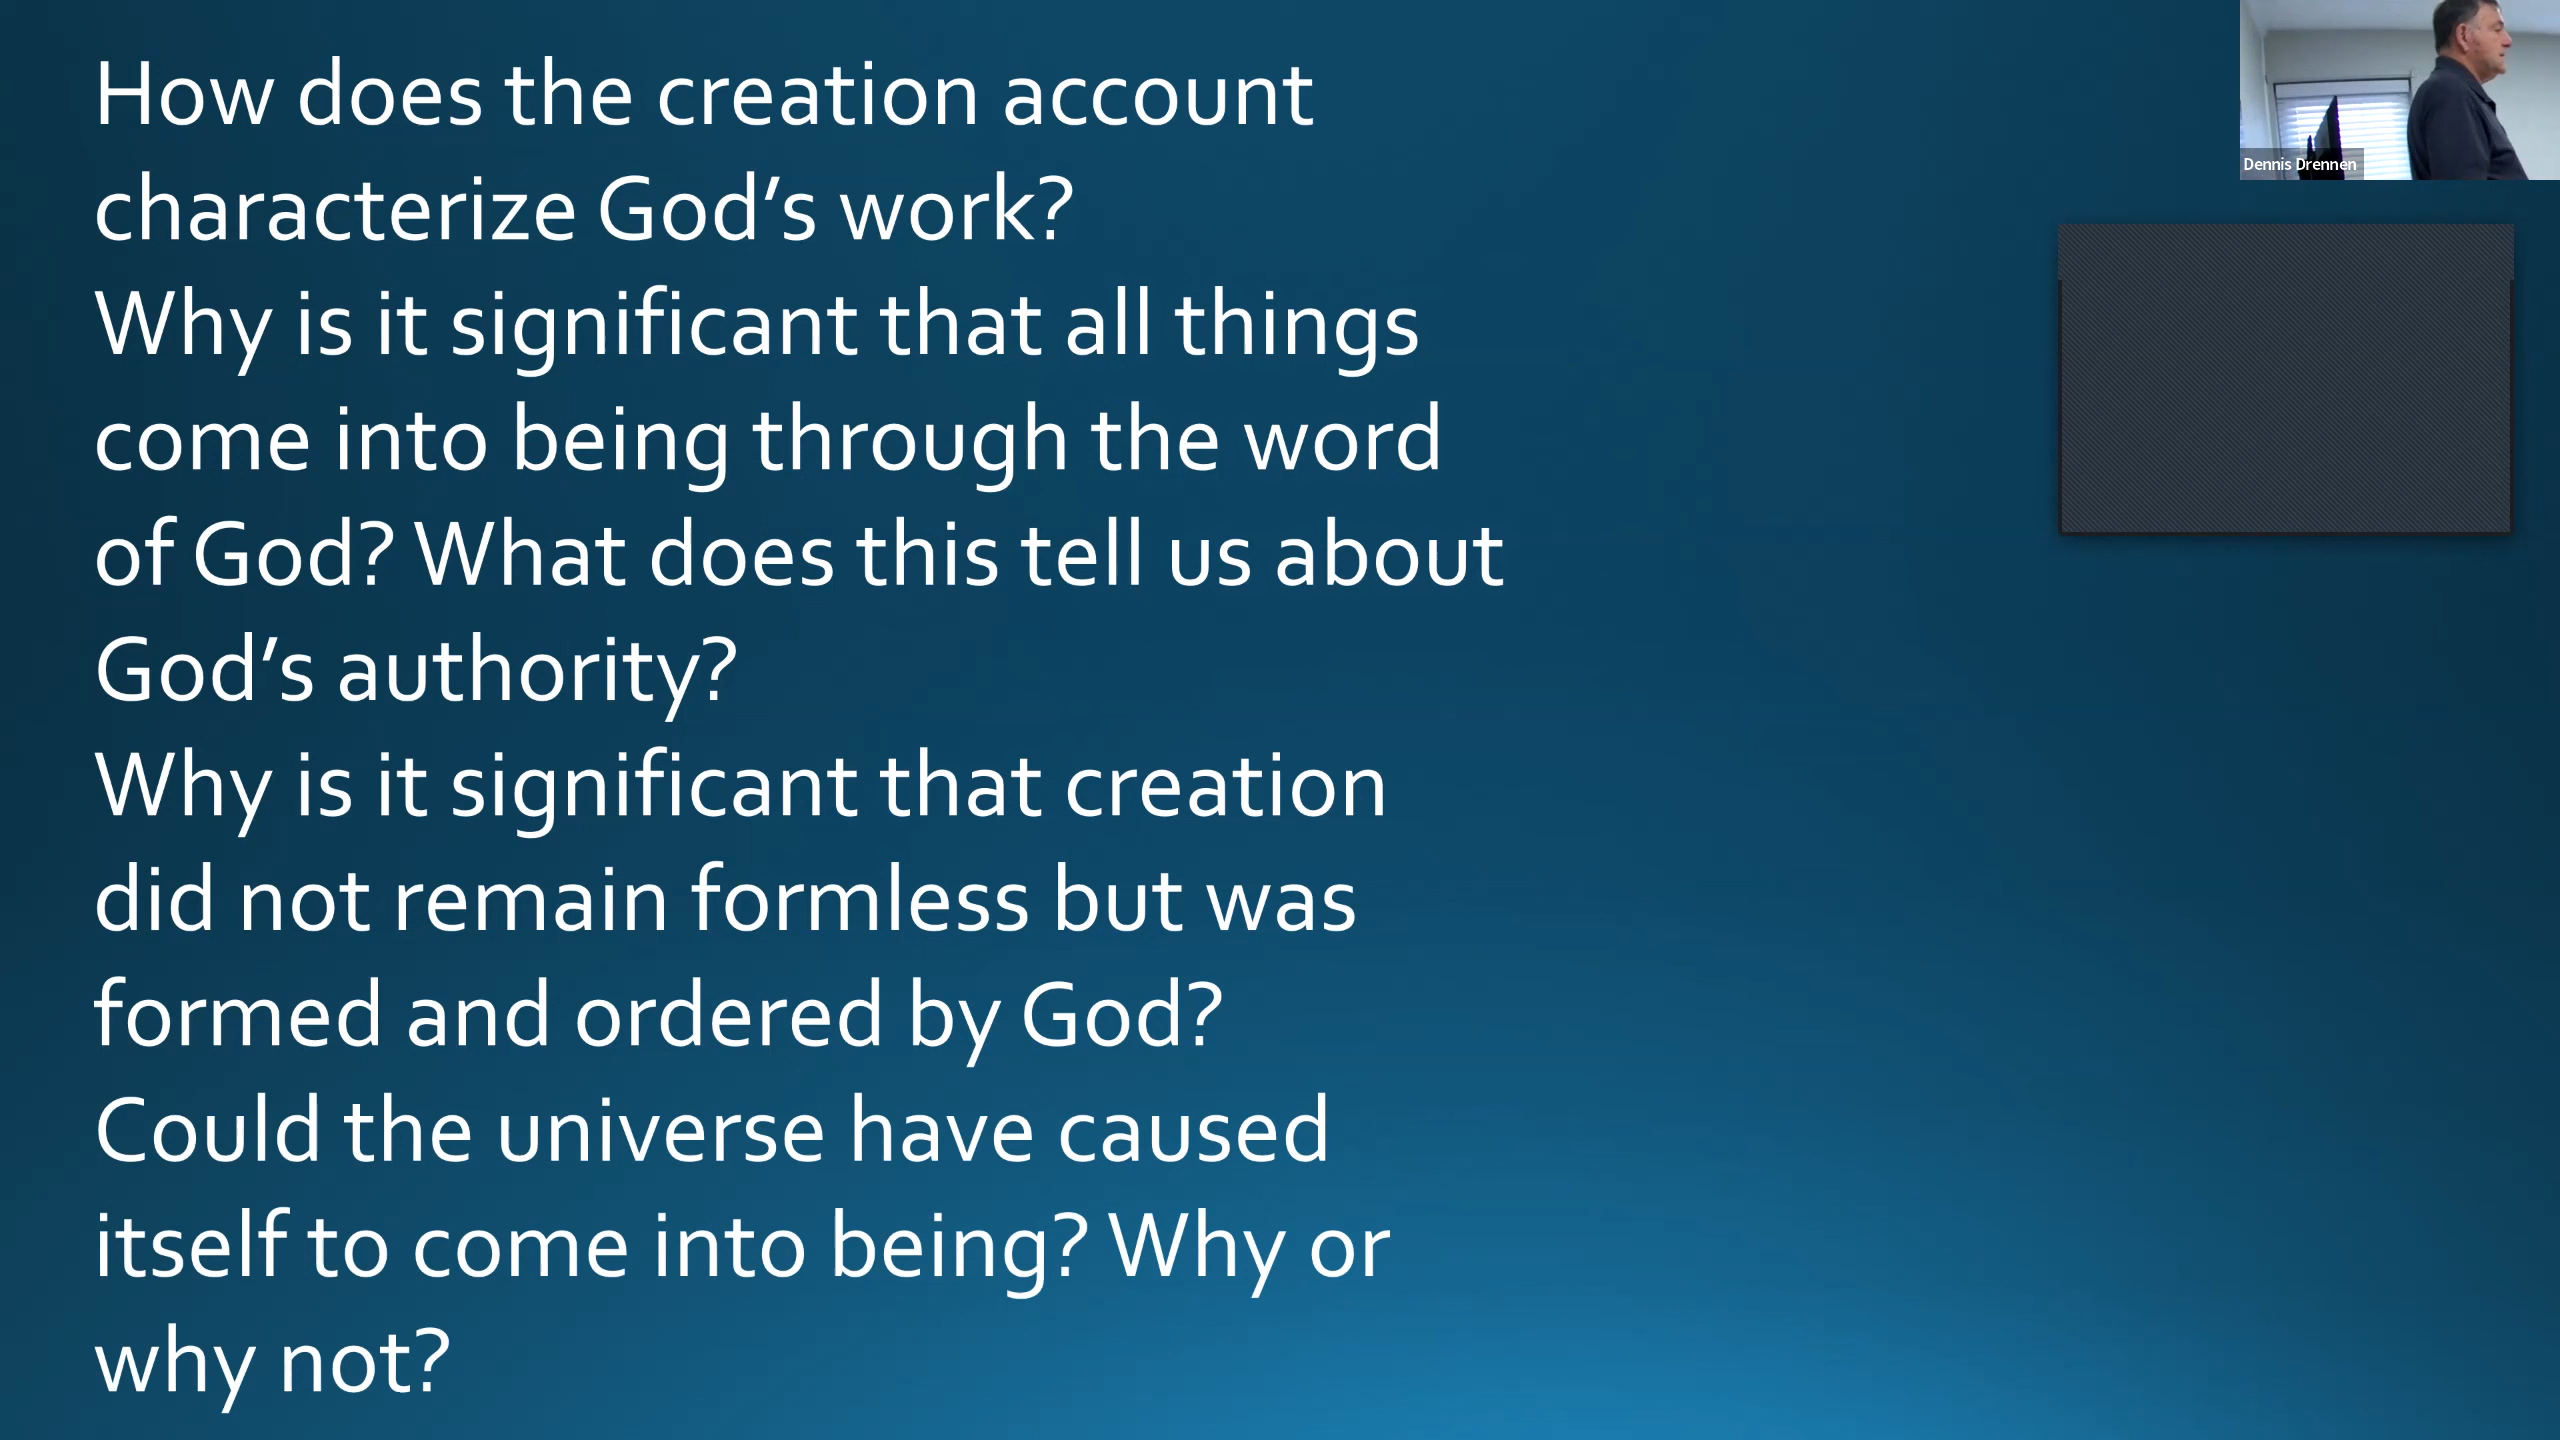 How does the creation account
characterize God’s work?
Why is it significant that all things
come into being through the word
of God? What does this tell us about
God’s authority?
Why is it significant that creation
did not remain formless but was
formed and ordered by God?
Could the universe have caused
itself to come into being? Why or
why not?
Dennis Drennen